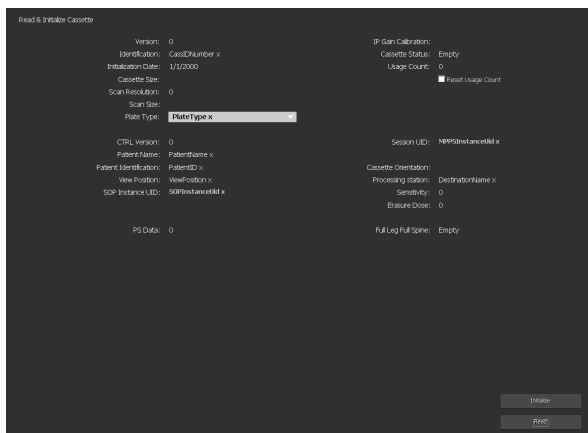 Read & Initialize Cassette
Version: 0 IP Gain Calibration:
Identification: CassIDNumber x Cassette Status: Empty
Initialization Date: 1/1/2000 Usage Count: 0
Cassette Size: Reset Usage Count
Scan Resolution: 0
Scan Size:
Plate Type: PlateType x
CTRL Version: 0 Session UID: MPPSInstanceUid x
Patient Name: PatientName x
Patient Identification: PatientID x Cassette Orientation:
View Position: ViewPosition x Processing station: DestinationName x
SOP Instance UID: SOPInstanceUid x Sensitivity: 0
Erasure Dose: 0
PS Data: 0 Full Leg Full Spine: Empty
Initialize
Read